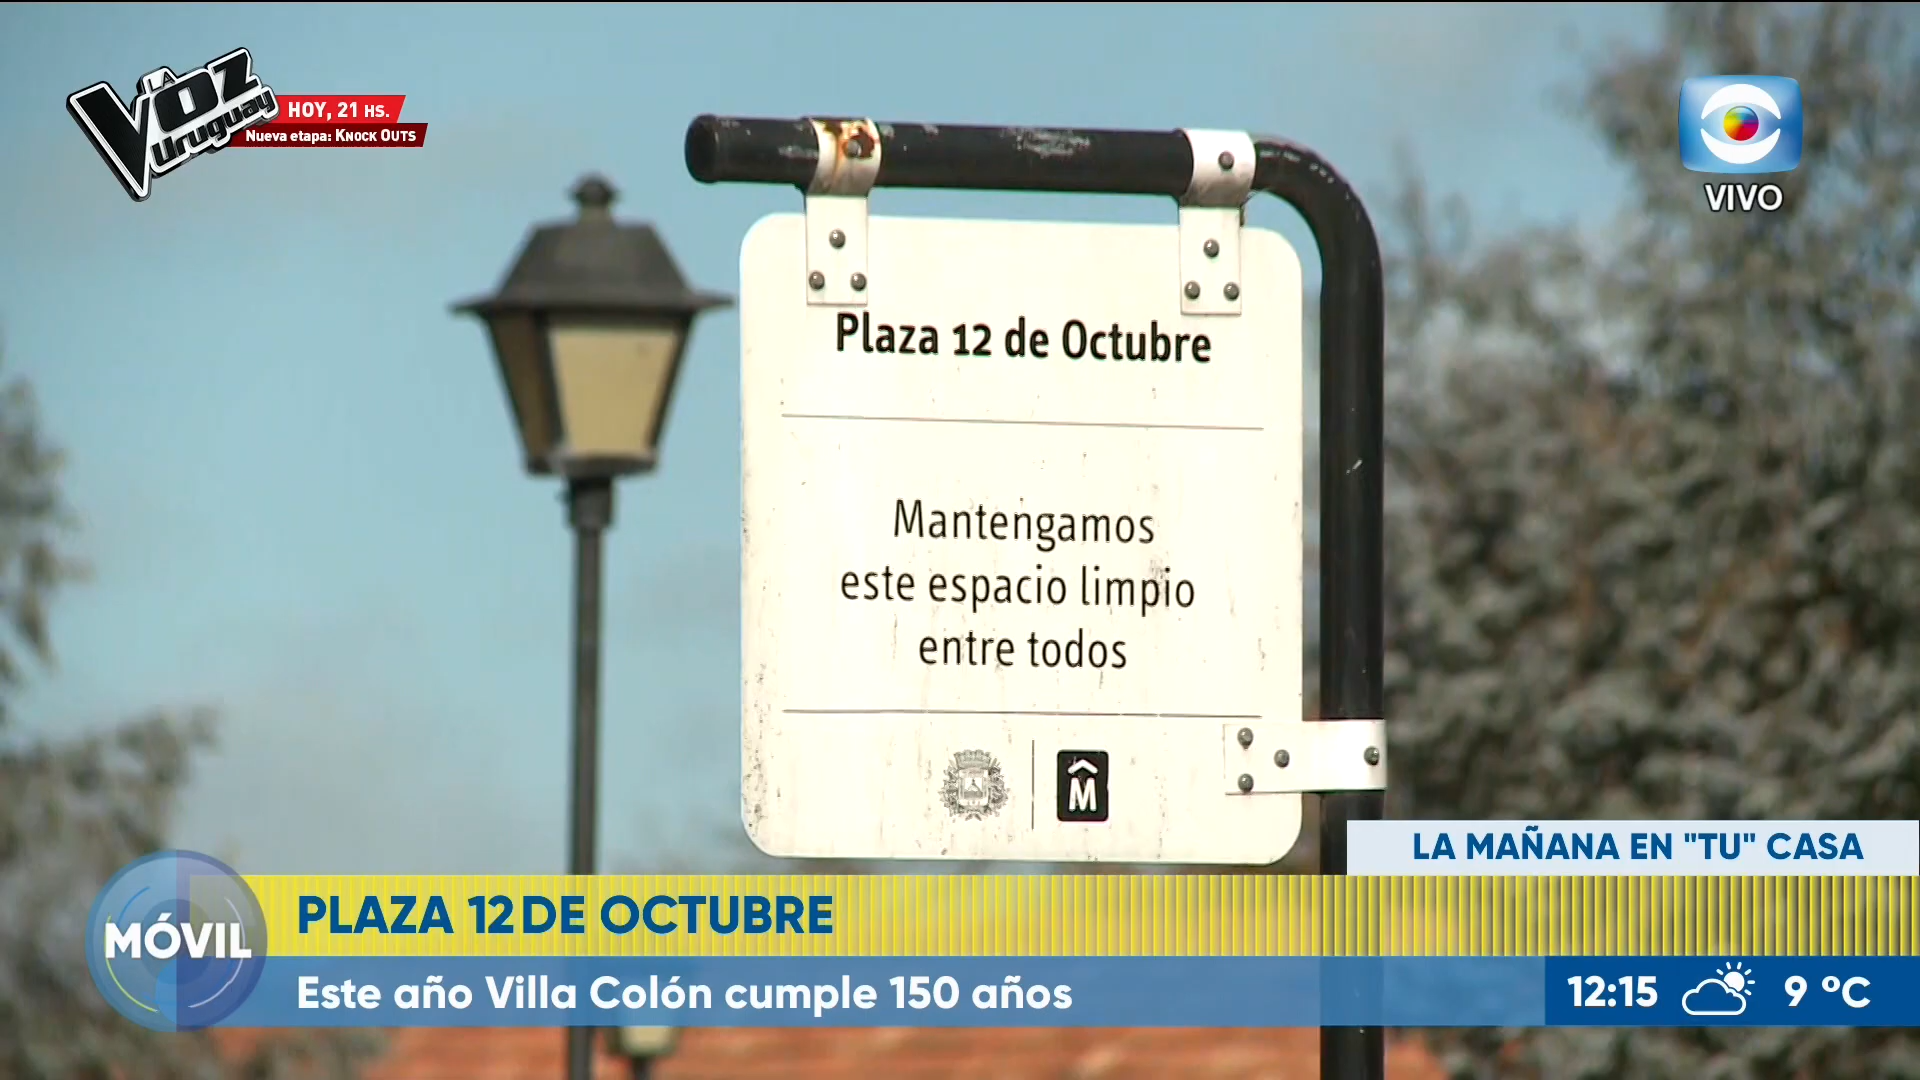 LA VOZ Uruguay
HOY, 21 HS.
Nueva etapa: KNOCK OUTS
VIVO
Plaza 12 de Octubre
Mantengamos
este espacio limpio
entre todos
M
LA MAÑANA EN "TU" CASA
MÓVIL
PLAZA 12 DE OCTUBRE
Este año Villa Colón cumple 150 años
12:15
9 °C